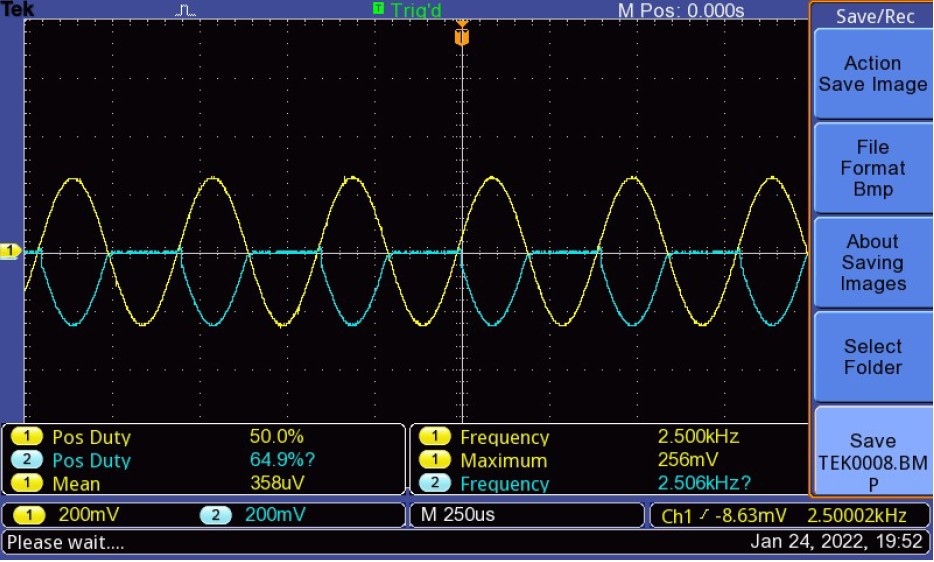 Tek T Trig'd M Pos: 0.000s
T
1
Save/Rec
Action
Save Image
File
Format
Bmp
About
Saving
Images
Select
Folder
Save
TEK0008.BM
P
1 Pos Duty 50.0%
2 Pos Duty 64.9%?
1 Mean 358uV
1 Frequency 2.500kHz
1 Maximum 256mV
2 Frequency 2.506kHz?
1 200mV 2 200mV M 250us Ch1 -8.63mV 2.50002kHz
Please wait.... Jan 24, 2022, 19:52